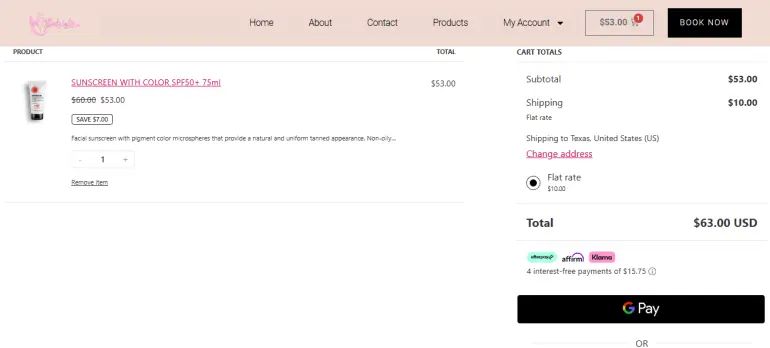 Home
About
Contact
Products
My Account
$53.00
1
BOOK NOW
PRODUCT
TOTAL
SUNSCREEN WITH COLOR SPF50+ 75ml
$53.00
$60.00 $53.00
SAVE $7.00
Facial sunscreen with pigment color microspheres that provide a natural and uniform tanned appearance. Non-oily...
- 1 +
Remove item
CART TOTALS
Subtotal
$53.00
Shipping
$10.00
Flat rate
Shipping to Texas, United States (US)
Change address
Flat rate
$10.00
Total
$63.00 USD
afterpay
affirm
Klarna
4 interest-free payments of $15.75
G Pay
OR